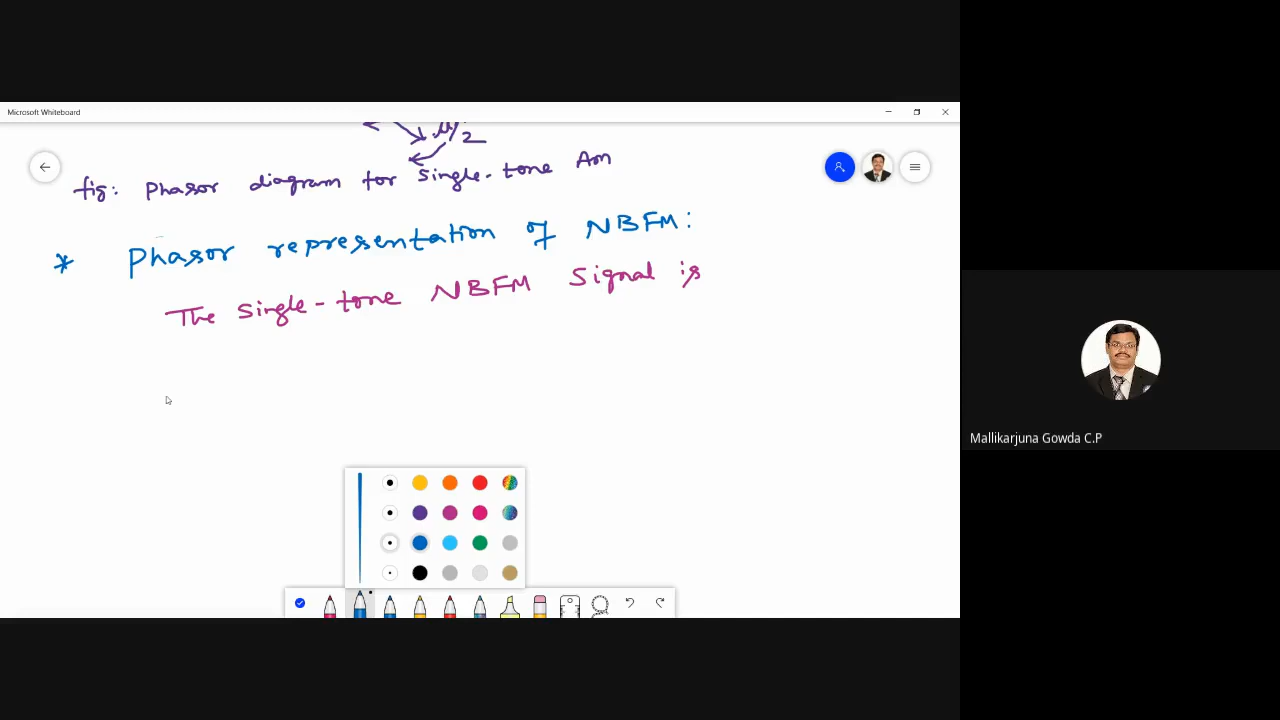 Microsoft Whiteboard
μ/2
fig: Phasor diagram for single-tone Am
* Phasor representation of NBFM:
The single-tone NBFM Signal is
Mallikarjuna Gowda C.P